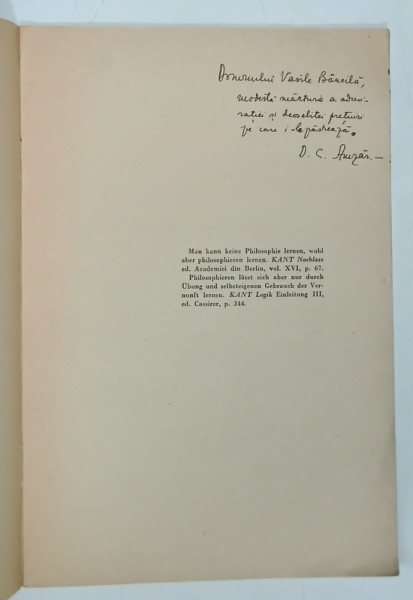 Domnului Vasile Băncilă,
modestă mărturie a admi-
rației și deosebitei prețuiri
pe care i-le păstrează,
D. C. Amzăr. —
Man kann keine Philosophie lernen, wohl
aber philosophieren lernen. KANT Nachlass
ed. Academiei din Berlin, vol. XVI, p. 67.
Philosophieren lässt sich aber nur durch
Übung und selbsteigenen Gebrauch der Ver-
nunft lernen. KANT Logik Einleitung III,
ed. Cassirer, p. 344.